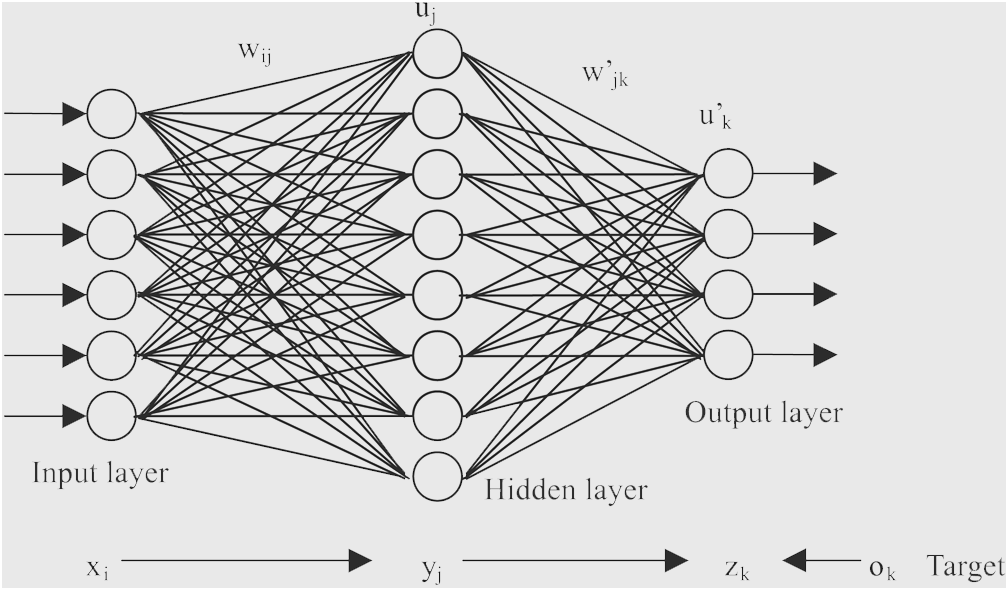 u_j
w_ij
w'_jk
u'_k
Output layer
Input layer
Hidden layer
x_i y_j z_k o_k Target